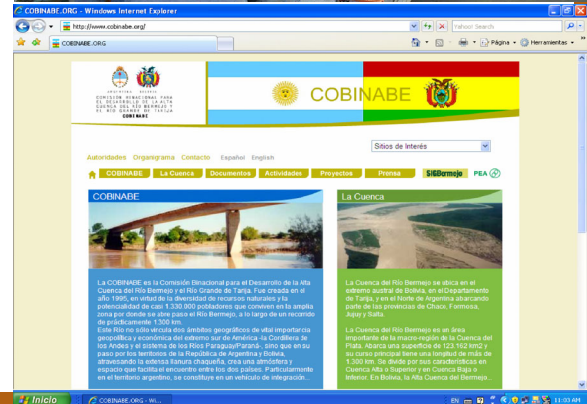 COBINABE.ORG - Windows Internet Explorer
http://www.cobinabe.org/
Yahoo! Search
COBINABE.ORG
Página
Herramientas
ARGENTINA BOLIVIA
COMISIÓN BINACIONAL PARA
EL DESARROLLO DE LA ALTA
CUENCA DEL RÍO BERMEJO Y
EL RÍO GRANDE DE TARIJA
COBINABE
COBINABE
Sitios de Interés
Autoridades Organigrama Contacto Español English
COBINABE La Cuenca Documentos Actividades Proyectos Prensa SIGBermejo PEA
COBINABE
La COBINABE es la Comisión Binacional para el Desarrollo de la Alta
Cuenca del Río Bermejo y el Río Grande de Tarija. Fue creada en el
año 1995, en virtud de la diversidad de recursos naturales y la
potencialidad de casi 1.330.000 pobladores que conviven en la amplia
zona por donde se abre paso el Río Bermejo, a lo largo de un recorrido
de prácticamente 1.300 km.
Este Río no sólo vincula dos ámbitos geográficos de vital importancia
geopolítica y económica del extremo sur de América -la Cordillera de
los Andes y el sistema de los Ríos Paraguay/Paraná-, sino que en su
paso por los territorios de la República de Argentina y Bolivia,
atravesando la extensa llanura chaqueña, crea una atmósfera y
espacio que facilita el encuentro entre los dos países. Particularmente
en el territorio argentino, se constituye en un vehículo de integración...
La Cuenca
La Cuenca del Río Bermejo se ubica en el
extremo austral de Bolivia, en el Departamento
de Tarija, y en el Norte de Argentina abarcando
parte de las provincias de Chaco, Formosa,
Jujuy y Salta.
La Cuenca del Río Bermejo es un área
importante de la macro-región de la Cuenca del
Plata. Abarca una superficie de 123.162 km2 y
su curso principal tiene una longitud de más de
1.300 km. Se divide por sus características en
Cuenca Alta o Superior y en Cuenca Baja o
Inferior. En Bolivia, la Alta Cuenca del Bermejo...
Inicio
COBINABE.ORG - Wi...
EN
11:03 AM